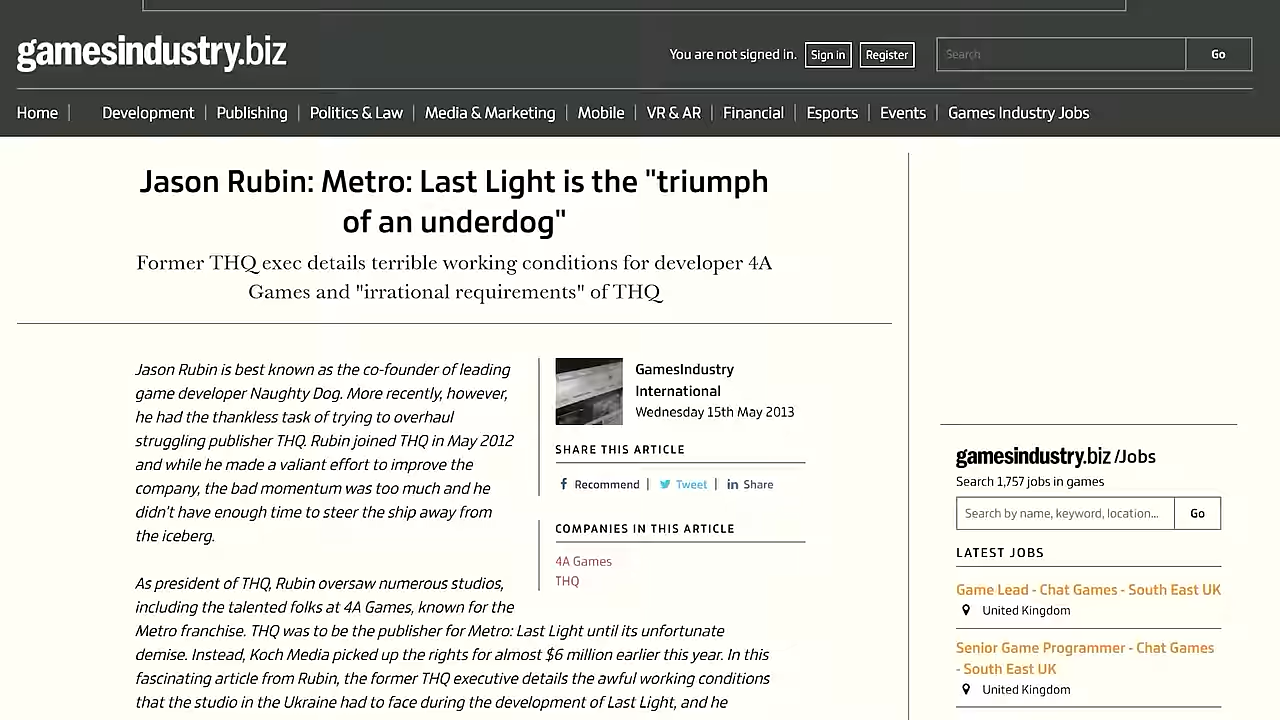 gamesindustry.biz
You are not signed in.
Sign in
Register
Search
Go
Home
Development
Publishing
Politics & Law
Media & Marketing
Mobile
VR & AR
Financial
Esports
Events
Games Industry Jobs
Jason Rubin: Metro: Last Light is the "triumph
of an underdog"
Former THQ exec details terrible working conditions for developer 4A
Games and "irrational requirements" of THQ
Jason Rubin is best known as the co-founder of leading
game developer Naughty Dog. More recently, however,
he had the thankless task of trying to overhaul
struggling publisher THQ. Rubin joined THQ in May 2012
and while he made a valiant effort to improve the
company, the bad momentum was too much and he
didn't have enough time to steer the ship away from
the iceberg.
As president of THQ, Rubin oversaw numerous studios,
including the talented folks at 4A Games, known for the
Metro franchise. THQ was to be the publisher for Metro: Last Light until its unfortunate
demise. Instead, Koch Media picked up the rights for almost $6 million earlier this year. In this
fascinating article from Rubin, the former THQ executive details the awful working conditions
that the studio in the Ukraine had to face during the development of Last Light, and he
GamesIndustry
International
Wednesday 15th May 2013
SHARE THIS ARTICLE
Recommend
Tweet
Share
COMPANIES IN THIS ARTICLE
4A Games
THQ
gamesindustry.biz /Jobs
Search 1,757 jobs in games
Search by name, keyword, location...
Go
LATEST JOBS
Game Lead - Chat Games - South East UK
United Kingdom
Senior Game Programmer - Chat Games
- South East UK
United Kingdom